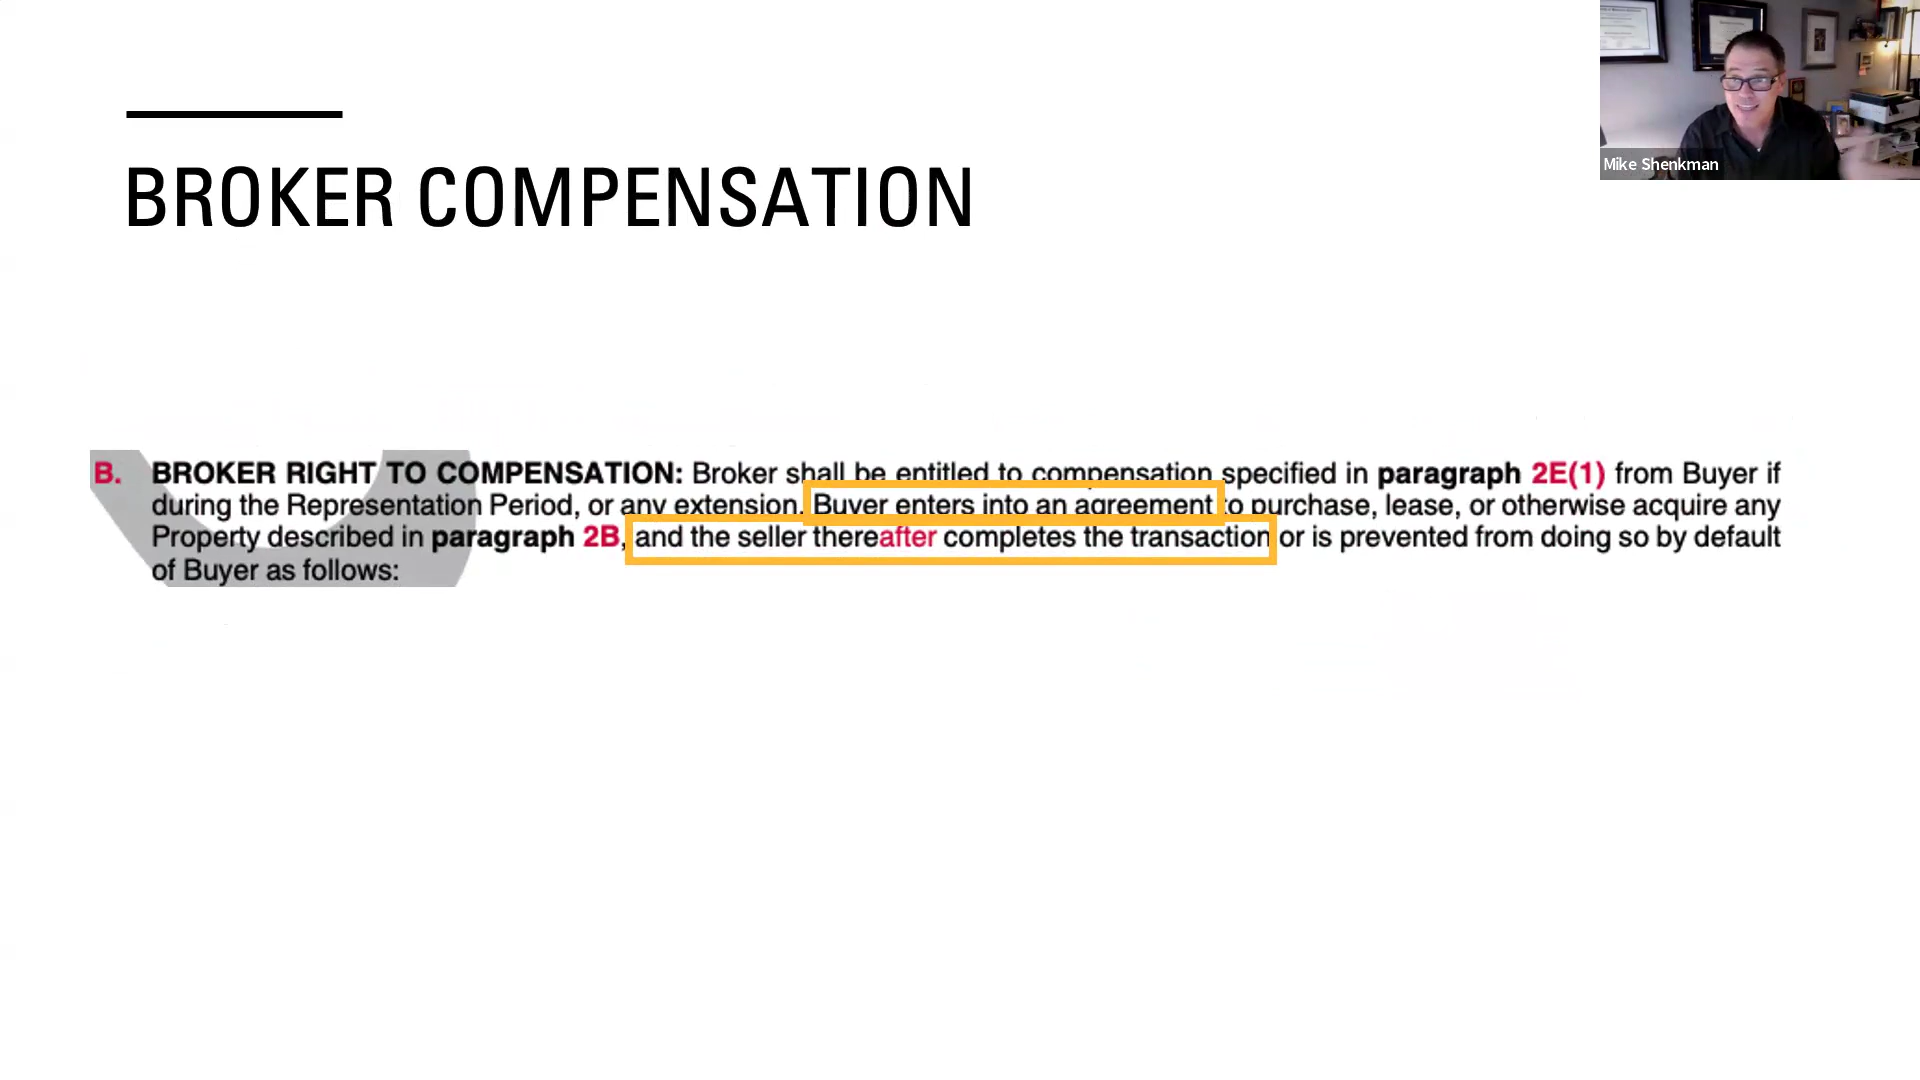 Mike Shenkman
BROKER COMPENSATION
B. BROKER RIGHT TO COMPENSATION: Broker shall be entitled to compensation specified in paragraph 2E(1) from Buyer if
during the Representation Period, or any extension, Buyer enters into an agreement to purchase, lease, or otherwise acquire any
Property described in paragraph 2B, and the seller thereafter completes the transaction or is prevented from doing so by default
of Buyer as follows: